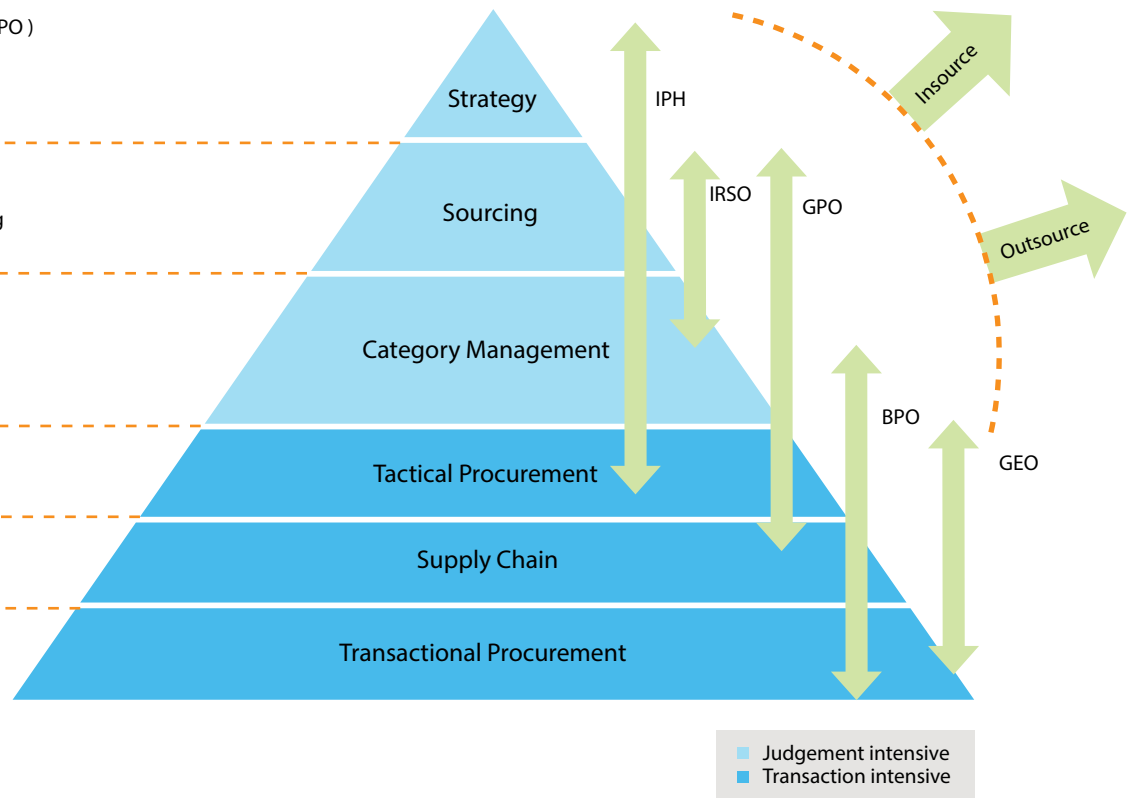 PO )
Strategy
Sourcing
g
Category Management
Tactical Procurement
Supply Chain
Transactional Procurement
IPH
IRSO
GPO
BPO
GEO
Insource
Outsource
Judgement intensive
Transaction intensive